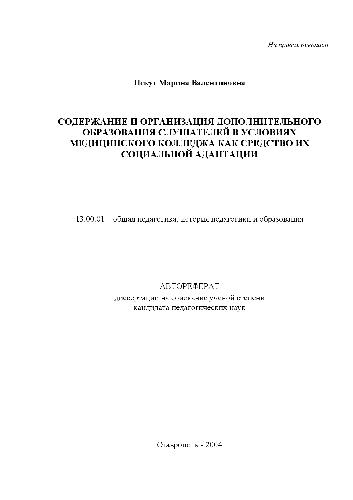 На правах рукописи
Марина Валентиновна
СОДЕРЖАНИЕ И ОРГАНИЗАЦИЯ ДОПОЛНИТЕЛЬНОГО
ОБРАЗОВАНИЯ СЛУШАТЕЛЕЙ В УСЛОВИЯХ
МЕДИЦИНСКОГО КОЛЛЕДЖА КАК СРЕДСТВО ИХ
СОЦИАЛЬНОЙ АДАПТАЦИИ
13.00.01 – общая педагогика, история педагогики и образования
АВТОРЕФЕРАТ
диссертации на соискание ученой степени
кандидата педагогических наук
Ставрополь - 2004